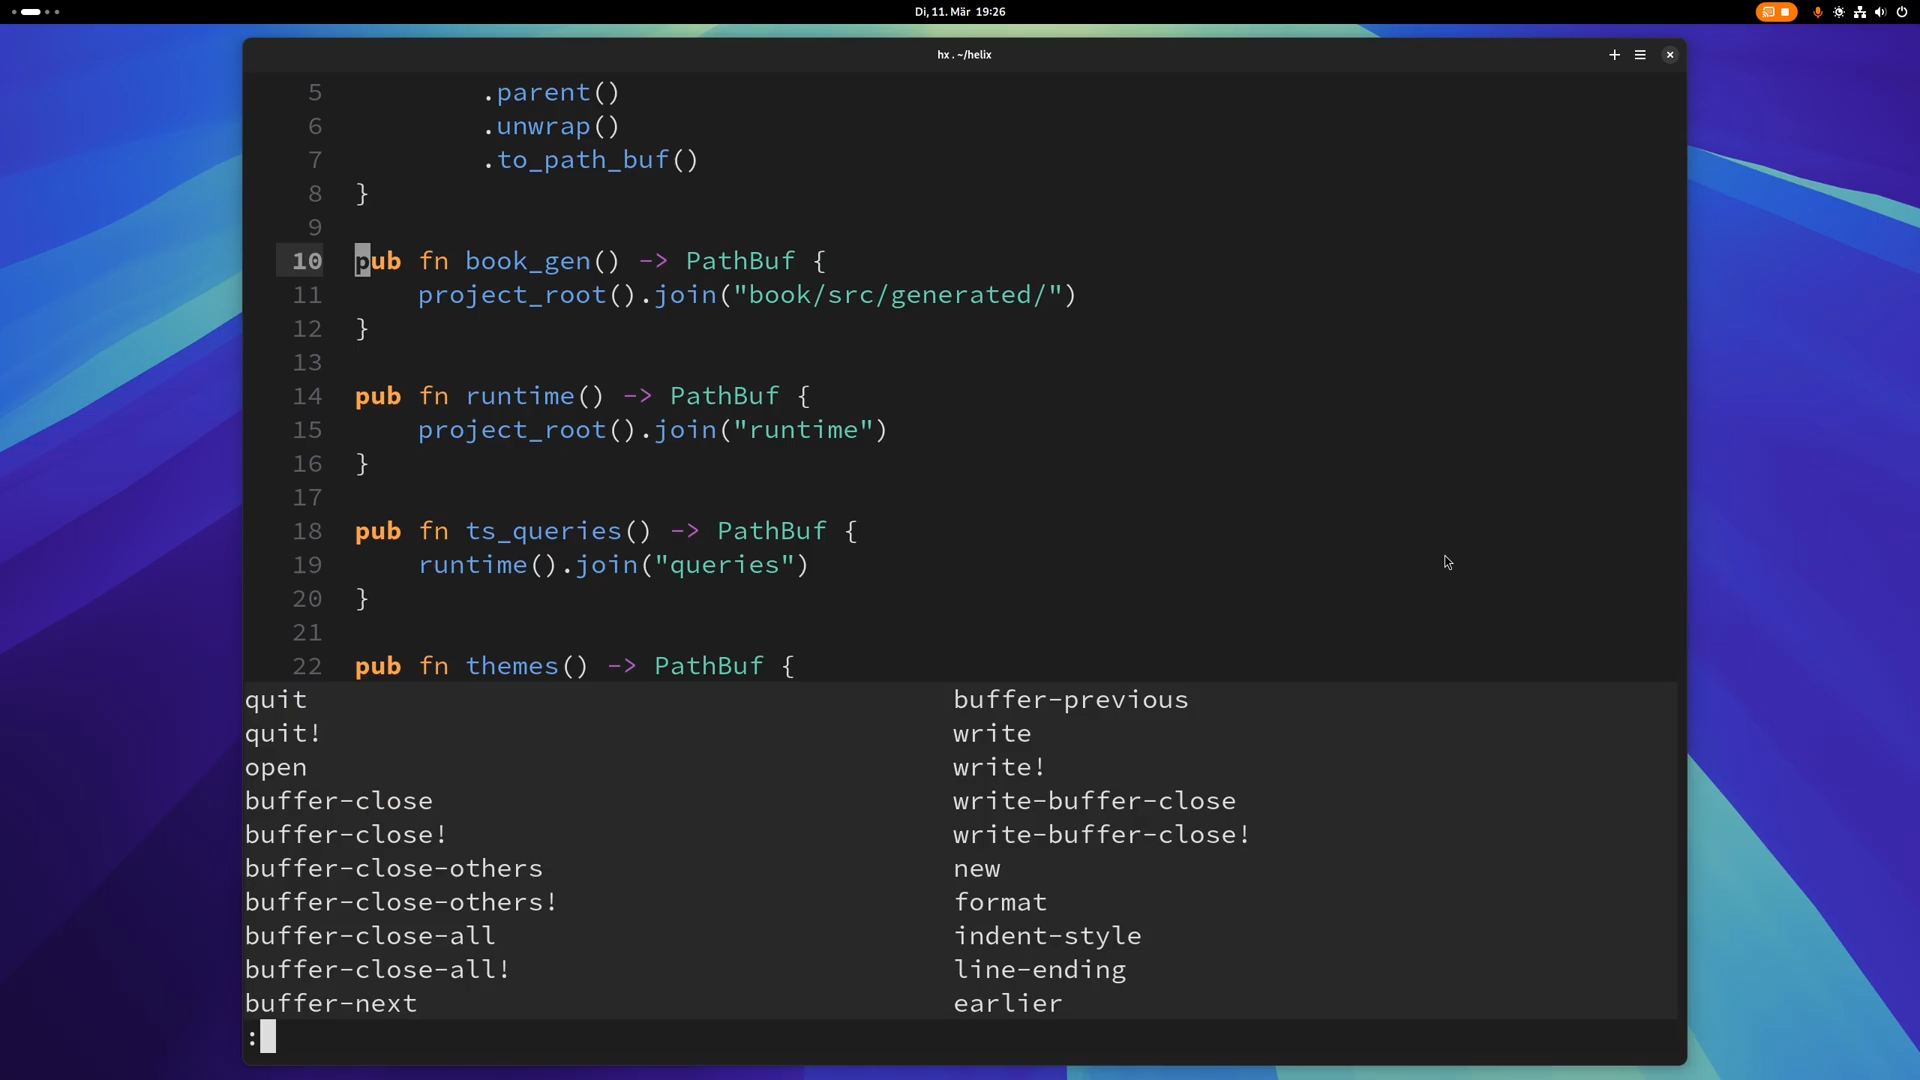 Di, 11. Mär 19:26
hx . ~/helix
5 .parent()
6 .unwrap()
7 .to_path_buf()
8 }
9
10 pub fn book_gen() -> PathBuf {
11 project_root().join("book/src/generated/")
12 }
13
14 pub fn runtime() -> PathBuf {
15 project_root().join("runtime")
16 }
17
18 pub fn ts_queries() -> PathBuf {
19 runtime().join("queries")
20 }
21
22 pub fn themes() -> PathBuf {
quit
quit!
open
buffer-close
buffer-close!
buffer-close-others
buffer-close-others!
buffer-close-all
buffer-close-all!
buffer-next
buffer-previous
write
write!
write-buffer-close
write-buffer-close!
new
format
indent-style
line-ending
earlier
: